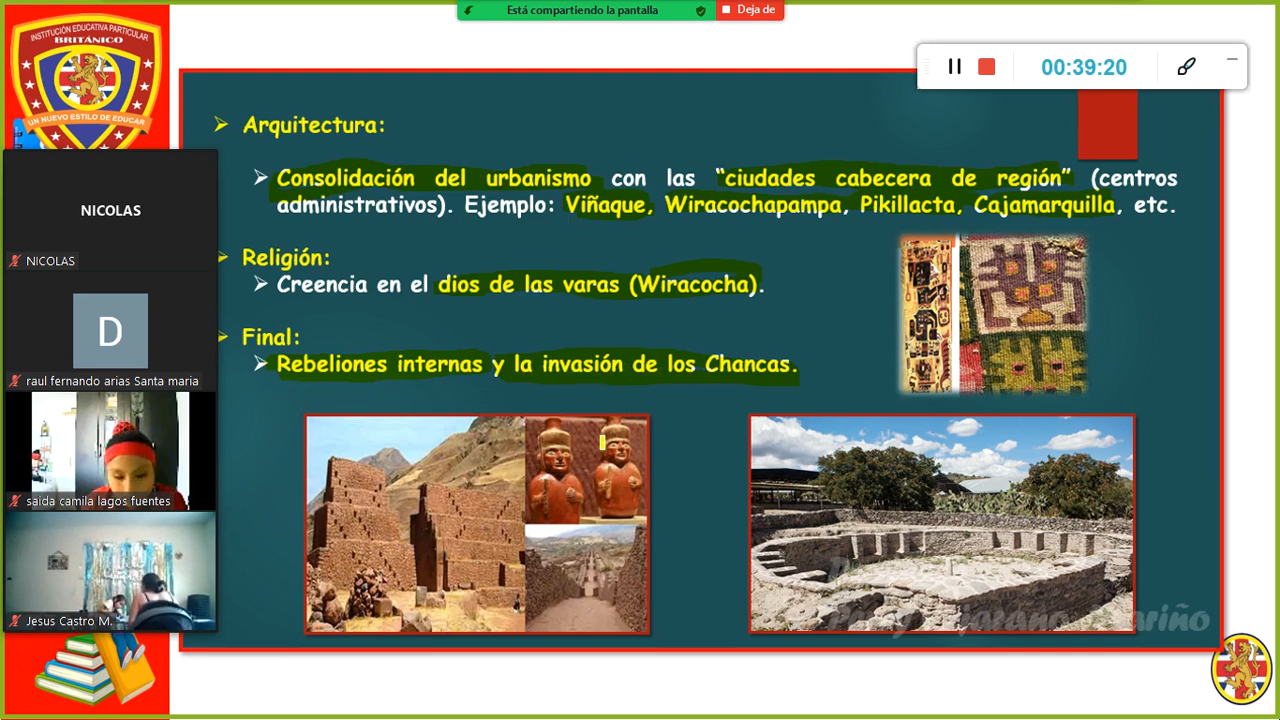 Está compartiendo la pantalla
Deja de
00:39:20
INSTITUCIÓN EDUCATIVA PARTICULAR
BRITÁNICO
UN NUEVO ESTILO DE EDUCAR
Arquitectura:
Consolidación del urbanismo con las “ciudades cabecera de región” (centros
administrativos). Ejemplo: Viñaque, Wiracochapampa, Pikillacta, Cajamarquilla, etc.
Religión:
Creencia en el dios de las varas (Wiracocha).
Final:
Rebeliones internas y la invasión de los Chancas.
NICOLAS
NICOLAS
D
raul fernando arias Santa maria
saida camila lagos fuentes
Jesus Castro M.